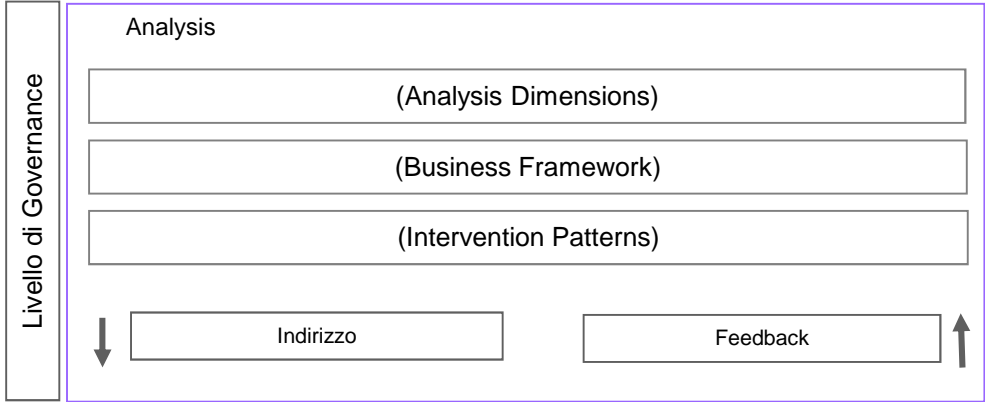 Livello di Governance
Analysis
(Analysis Dimensions)
(Business Framework)
(Intervention Patterns)
Indirizzo
Feedback